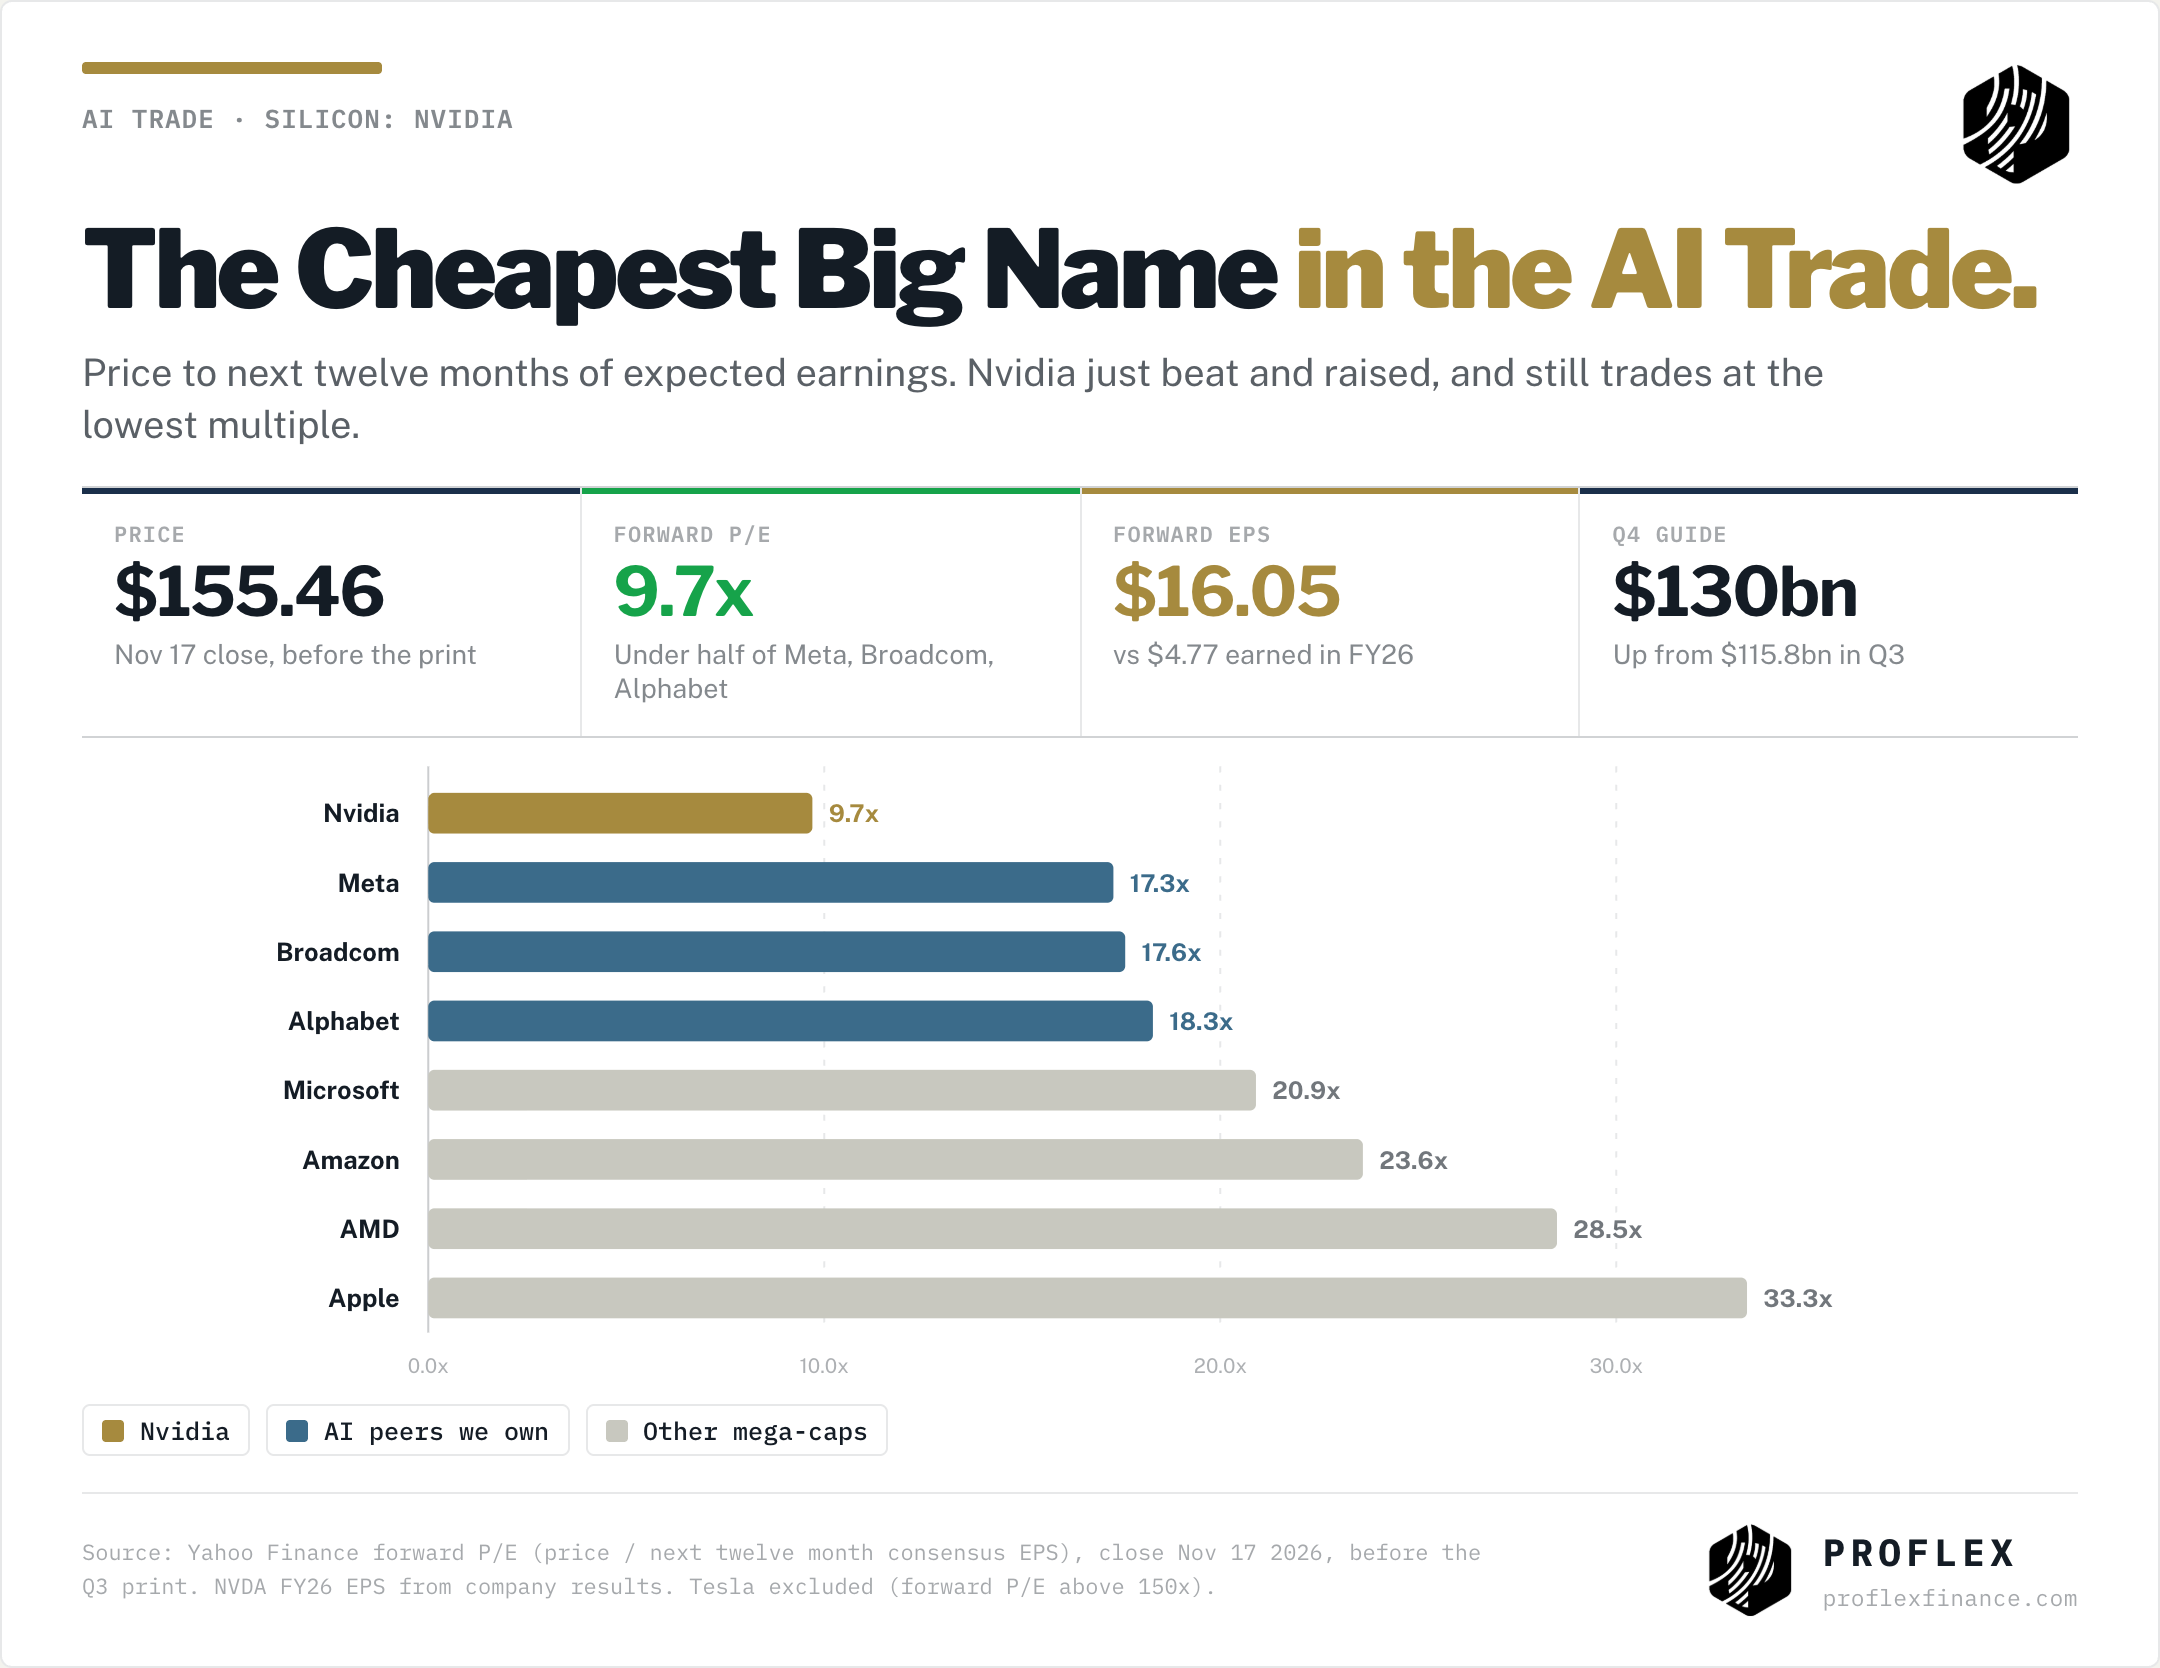 AI TRADE · SILICON: NVIDIA
The Cheapest Big Name in the AI Trade.
Price to next twelve months of expected earnings. Nvidia just beat and raised, and still trades at the
lowest multiple.
PRICE
$155.46
Nov 17 close, before the print
FORWARD P/E
9.7x
Under half of Meta, Broadcom,
Alphabet
FORWARD EPS
$16.05
vs $4.77 earned in FY26
Q4 GUIDE
$130bn
Up from $115.8bn in Q3
Nvidia 9.7x
Meta 17.3x
Broadcom 17.6x
Alphabet 18.3x
Microsoft 20.9x
Amazon 23.6x
AMD 28.5x
Apple 33.3x
0.0x 10.0x 20.0x 30.0x
Nvidia AI peers we own Other mega-caps
Source: Yahoo Finance forward P/E (price / next twelve month consensus EPS), close Nov 17 2026, before the
Q3 print. NVDA FY26 EPS from company results. Tesla excluded (forward P/E above 150x).
PROFLEX
proflexfinance.com